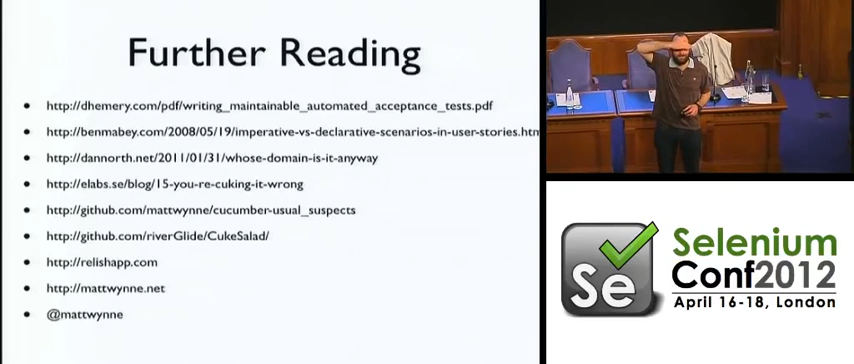 Further Reading
http://dhemery.com/pdf/writing_maintainable_automated_acceptance_tests.pdf
http://benmabey.com/2008/05/19/imperative-vs-declarative-scenarios-in-user-stories.htm
http://dannorth.net/2011/01/31/whose-domain-is-it-anyway
http://elabs.se/blog/15-you-re-cuking-it-wrong
http://github.com/mattwynne/cucumber-usual_suspects
http://github.com/riverGlide/CukeSalad/
http://relishapp.com
http://mattwynne.net
@mattwynne
Se
Selenium
Conf2012
April 16-18, London